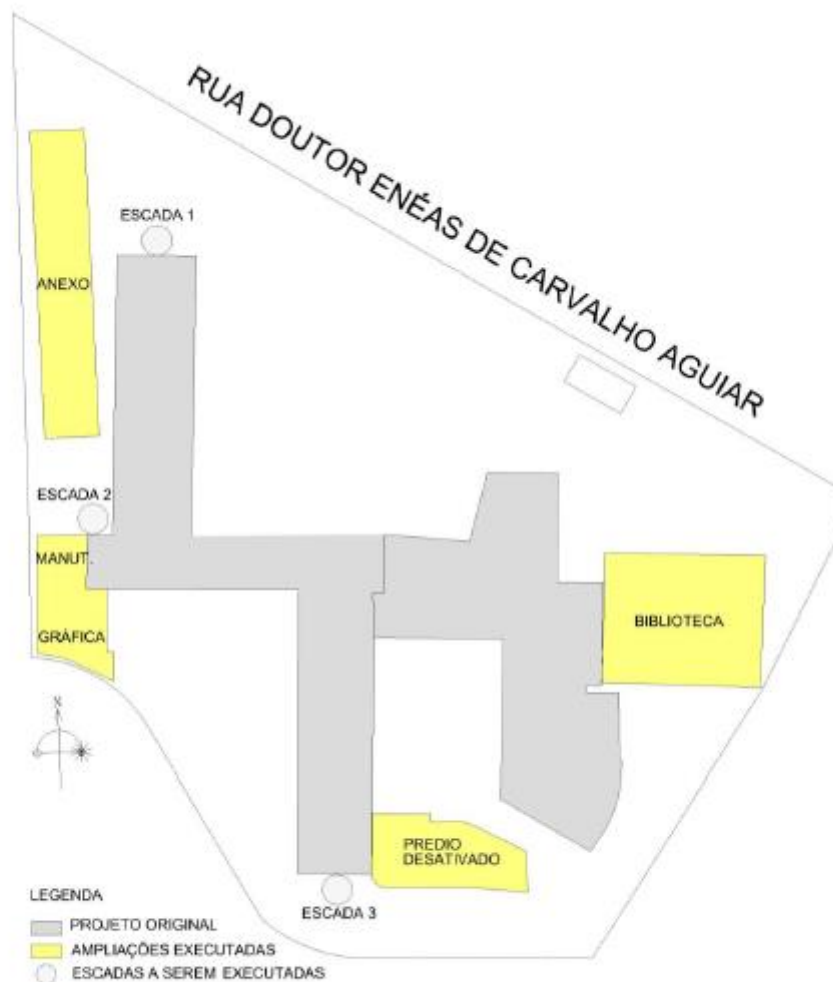 RUA DOUTOR ENÉAS DE CARVALHO AGUIAR
ESCADA 1
ANEXO
ESCADA 2
MANUT.
GRÁFICA
BIBLIOTECA
N
PREDIO
DESATIVADO
ESCADA 3
LEGENDA
PROJETO ORIGINAL
AMPLIAÇÕES EXECUTADAS
ESCADAS A SEREM EXECUTADAS